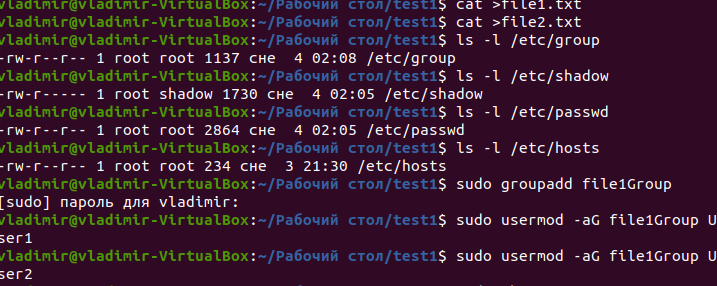 vladimir@vladimir-VirtualBox:~/Рабочий стол/test1$ cat >file1.txt
vladimir@vladimir-VirtualBox:~/Рабочий стол/test1$ cat >file2.txt
vladimir@vladimir-VirtualBox:~/Рабочий стол/test1$ ls -l /etc/group
-rw-r--r-- 1 root root 1137 сне  4 02:08 /etc/group
vladimir@vladimir-VirtualBox:~/Рабочий стол/test1$ ls -l /etc/shadow
-rw-r----- 1 root shadow 1730 сне  4 02:05 /etc/shadow
vladimir@vladimir-VirtualBox:~/Рабочий стол/test1$ ls -l /etc/passwd
-rw-r--r-- 1 root root 2864 сне  4 02:05 /etc/passwd
vladimir@vladimir-VirtualBox:~/Рабочий стол/test1$ ls -l /etc/hosts
-rw-r--r-- 1 root root 234 сне  3 21:30 /etc/hosts
vladimir@vladimir-VirtualBox:~/Рабочий стол/test1$ sudo groupadd file1Group
[sudo] пароль для vladimir:
vladimir@vladimir-VirtualBox:~/Рабочий стол/test1$ sudo usermod -aG file1Group U
ser1
vladimir@vladimir-VirtualBox:~/Рабочий стол/test1$ sudo usermod -aG file1Group U
ser2